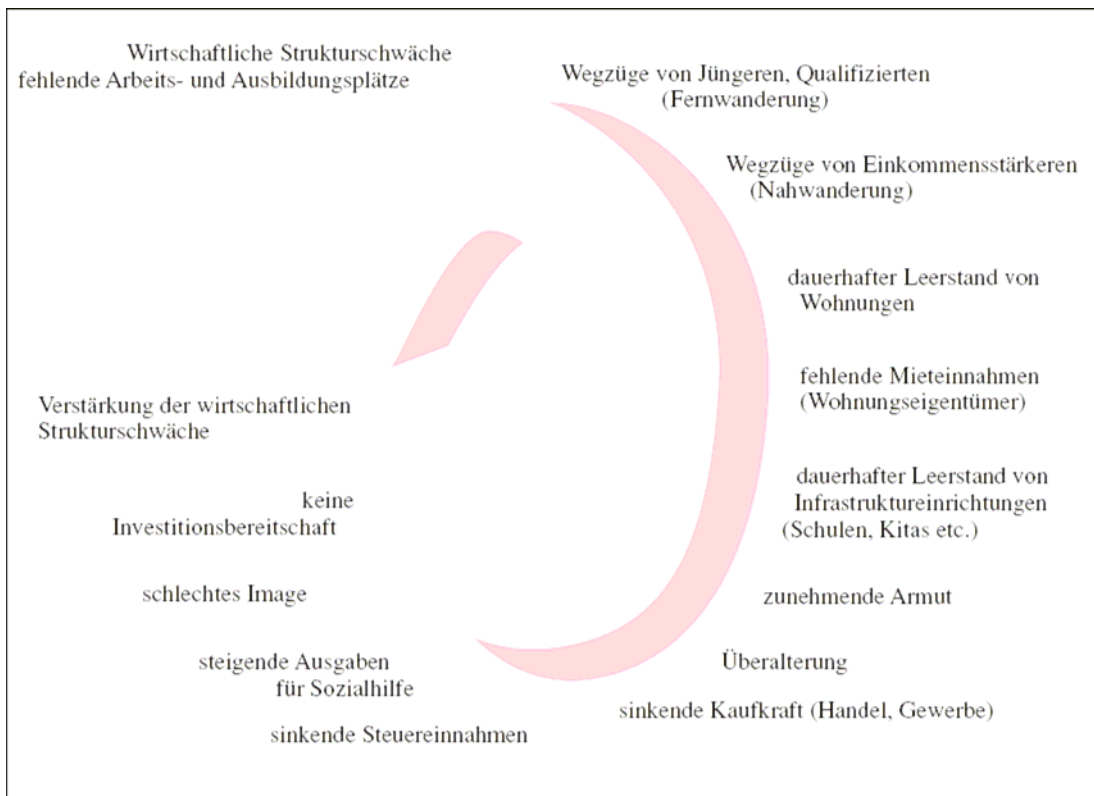 Wirtschaftliche Strukturschwäche
fehlende Arbeits- und Ausbildungsplätze
Wegzüge von Jüngeren, Qualifizierten
(Fernwanderung)
Wegzüge von Einkommensstärkeren
(Nahwanderung)
dauerhafter Leerstand von
Wohnungen
fehlende Mieteinnahmen
(Wohnungseigentümer)
dauerhafter Leerstand von
Infrastruktureinrichtungen
(Schulen, Kitas etc.)
zunehmende Armut
Überalterung
sinkende Kaufkraft (Handel, Gewerbe)
sinkende Steuereinnahmen
steigende Ausgaben
für Sozialhilfe
schlechtes Image
keine
Investitionsbereitschaft
Verstärkung der wirtschaftlichen
Strukturschwäche